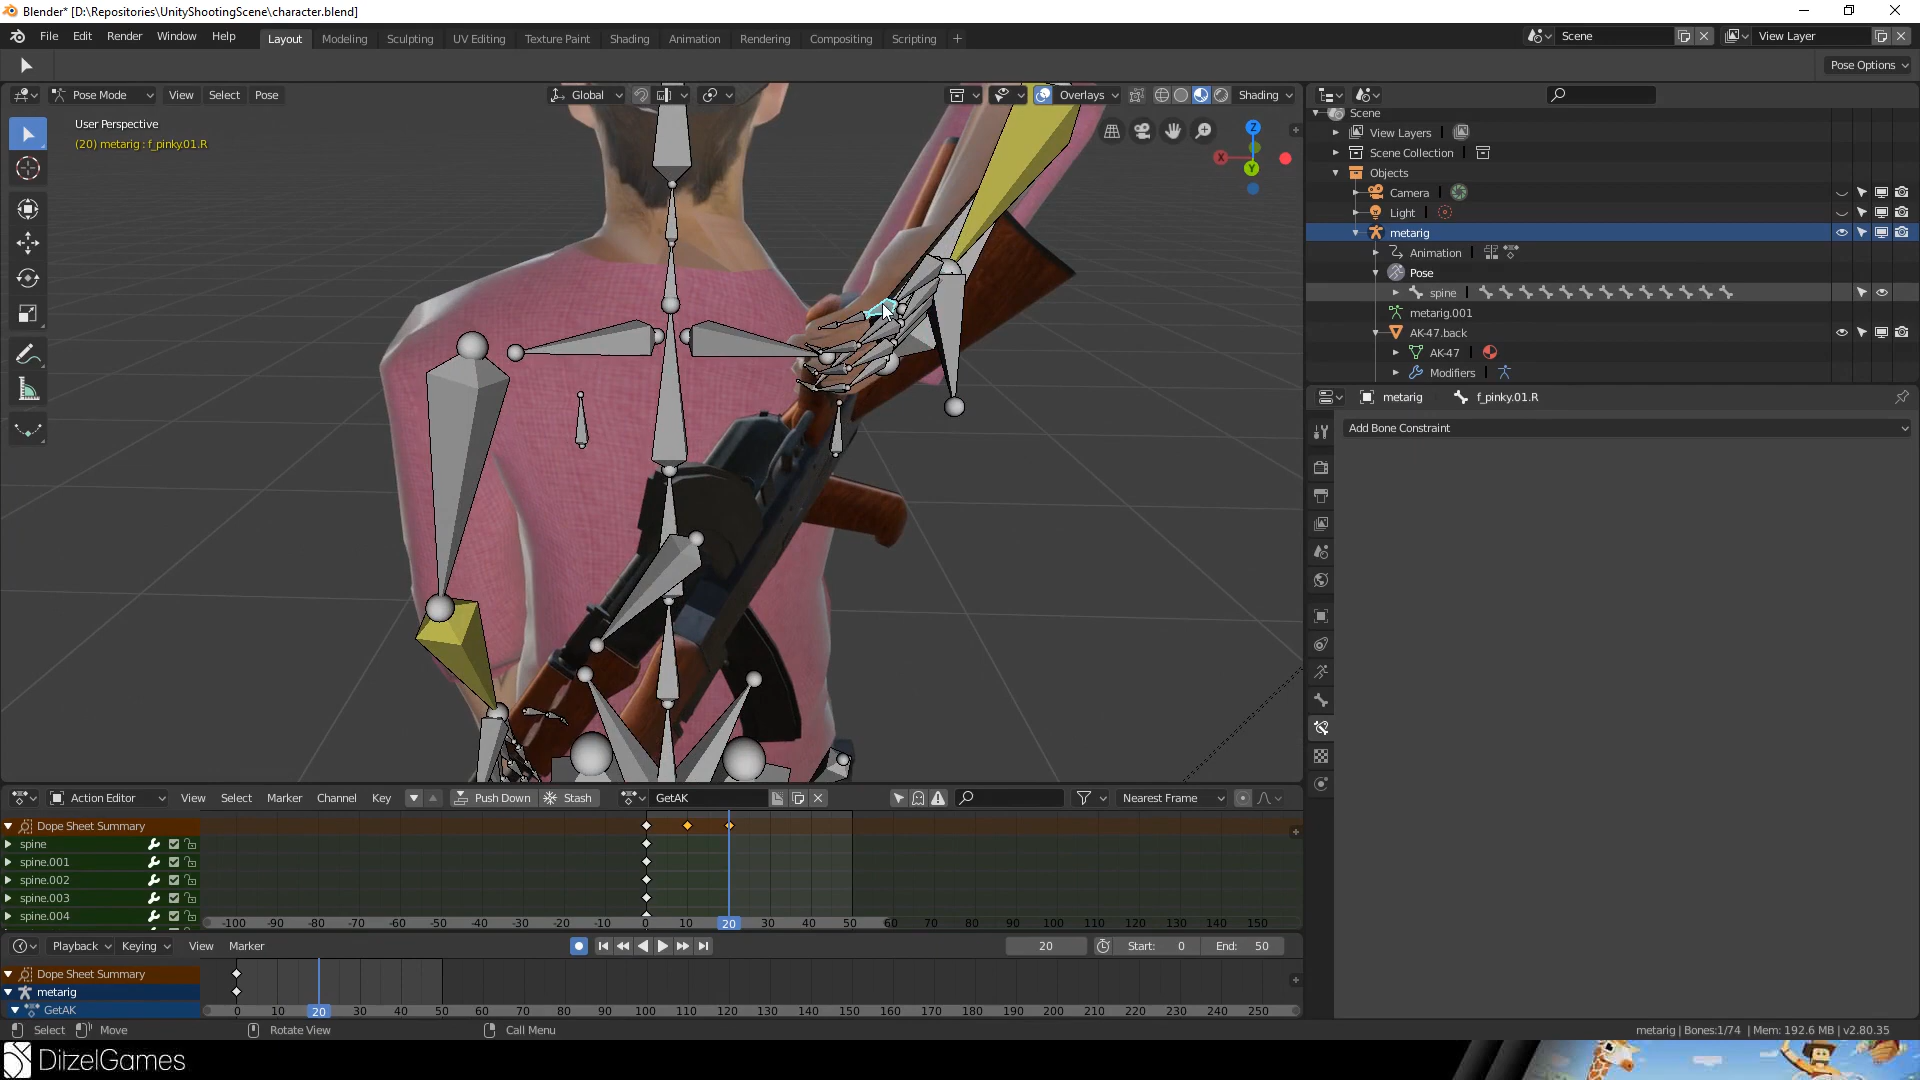 Blender* [D:\Repositories\UnityShootingScene\character.blend]
File Edit Render Window Help Layout Modeling Sculpting UV Editing Texture Paint Shading Animation Rendering Compositing Scripting + Scene View Layer
Pose Options
Pose Mode View Select Pose Global Overlays Shading
User Perspective
(20) metarig : f_pinky.01.R
Z
X
Y
Scene
View Layers
Scene Collection
Objects
Camera
Light
metarig
Animation
Pose
spine
metarig.001
AK-47.back
AK-47
Modifiers
metarig f_pinky.01.R
Add Bone Constraint
Action Editor View Select Marker Channel Key Push Down Stash GetAK Nearest Frame
Dope Sheet Summary
spine
spine.001
spine.002
spine.003
spine.004
-100 -90 -80 -70 -60 -50 -40 -30 -20 -10 0 10 20 30 40 50 60 70 80 90 100 110 120 130 140 150
Playback Keying View Marker 20 Start: 0 End: 50
Dope Sheet Summary
metarig
GetAK
0 10 20 30 40 50 60 70 80 90 100 110 120 130 140 150 160 170 180 190 200 210 220 230 240 250
Select Move Rotate View Call Menu metarig | Bones:1/74 | Mem: 192.6 MB | v2.80.35
DitzelGames